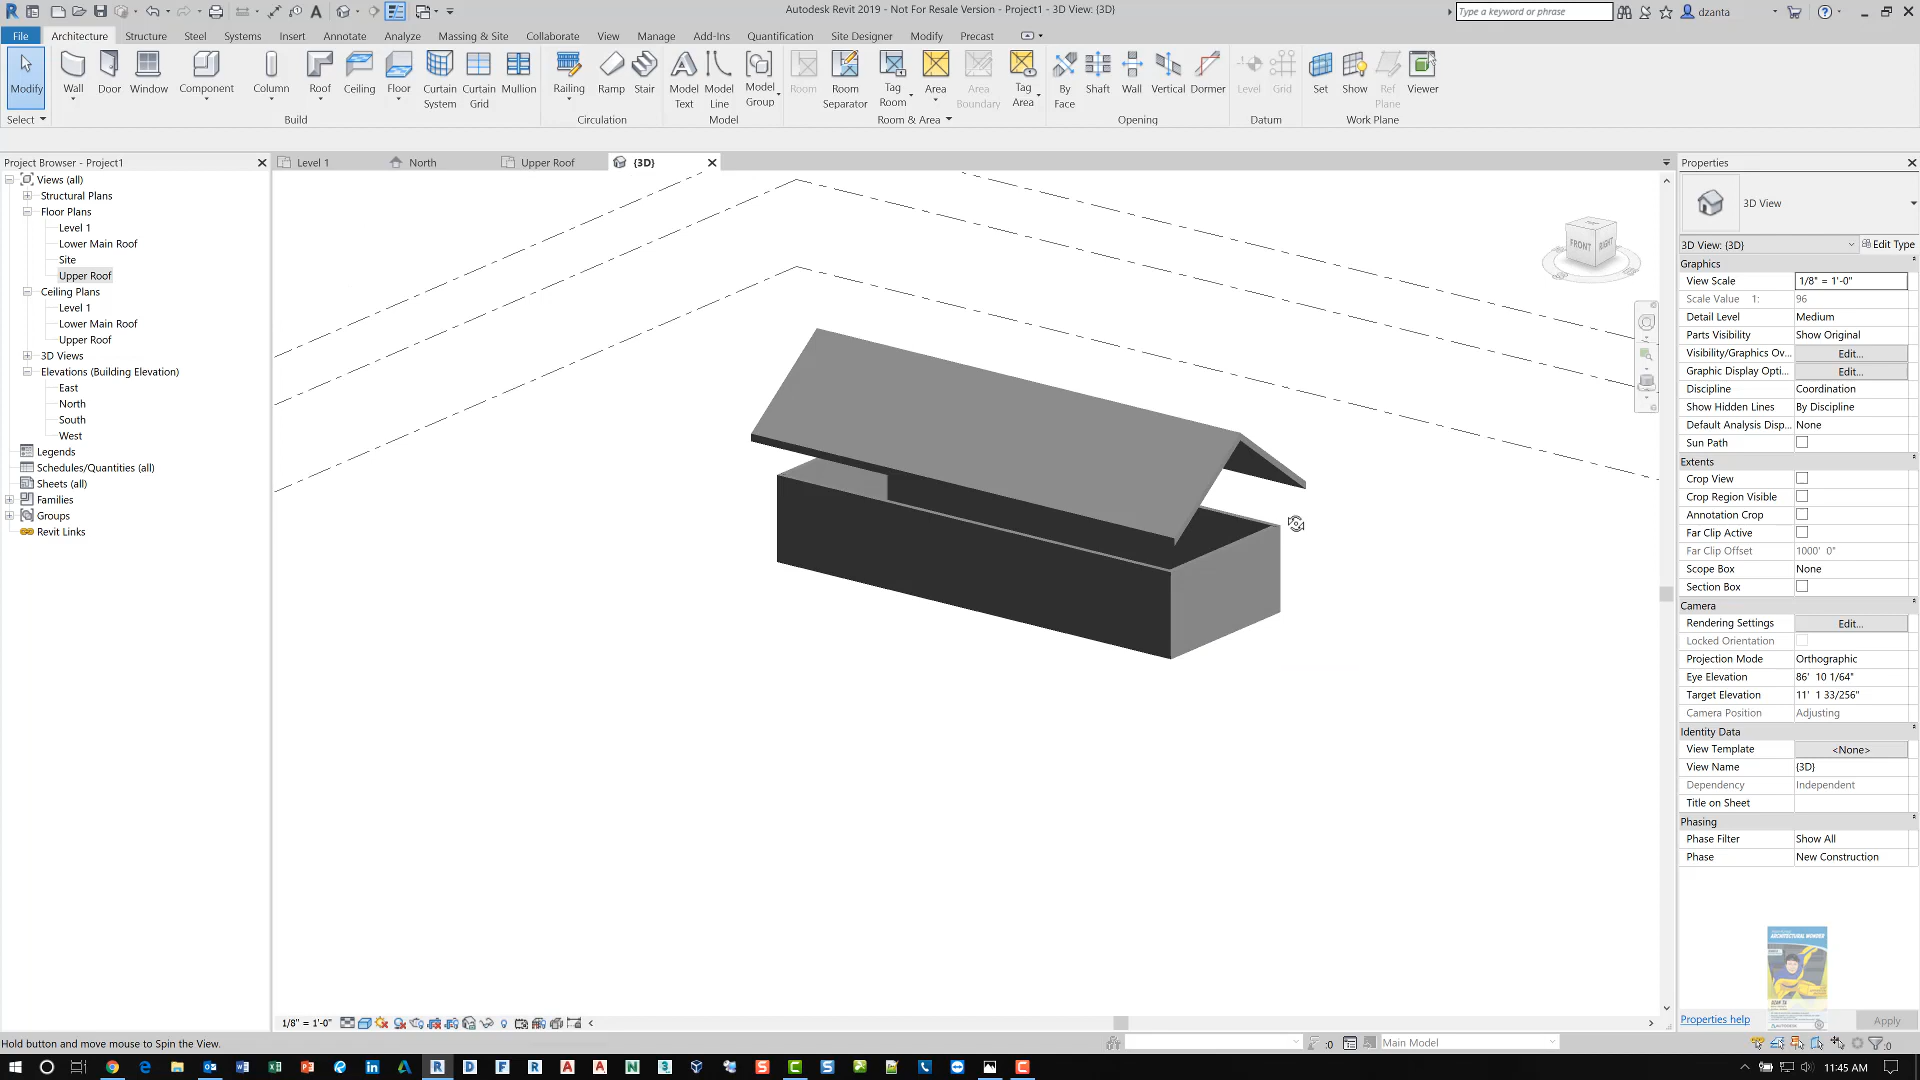 Autodesk Revit 2019 - Not For Resale Version - Project1 - 3D View: {3D}
Type a keyword or phrase
dzanta
File Architecture Structure Steel Systems Insert Annotate Analyze Massing & Site Collaborate View Manage Add-Ins Quantification Site Designer Modify Precast
Modify Wall Door Window Component Column Roof Ceiling Floor Curtain System Curtain Grid Mullion Railing Ramp Stair Model Text Model Line Model Group Room Room Separator Tag Room Area Area Boundary Tag Area By Face Shaft Wall Vertical Dormer Level Grid Set Show Ref Plane Viewer
Select Build Circulation Model Room & Area Opening Datum Work Plane
Project Browser - Project1
Level 1 North Upper Roof {3D}
Properties
Views (all)
Structural Plans
Floor Plans
Level 1
Lower Main Roof
Site
Upper Roof
Ceiling Plans
Level 1
Lower Main Roof
Upper Roof
3D Views
Elevations (Building Elevation)
East
North
South
West
Legends
Schedules/Quantities (all)
Sheets (all)
Families
Groups
Revit Links
FRONT RIGHT
3D View
3D View: {3D} Edit Type
Graphics
View Scale 1/8" = 1'-0"
Scale Value 1: 96
Detail Level Medium
Parts Visibility Show Original
Visibility/Graphics Ov... Edit...
Graphic Display Opti... Edit...
Discipline Coordination
Show Hidden Lines By Discipline
Default Analysis Disp... None
Sun Path
Extents
Crop View
Crop Region Visible
Annotation Crop
Far Clip Active
Far Clip Offset 1000' 0"
Scope Box None
Section Box
Camera
Rendering Settings Edit...
Locked Orientation
Projection Mode Orthographic
Eye Elevation 86' 10 1/64"
Target Elevation 11' 1 33/256"
Camera Position Adjusting
Identity Data
View Template <None>
View Name {3D}
Dependency Independent
Title on Sheet
Phasing
Phase Filter Show All
Phase New Construction
ARCHITECTURAL WONDER
AUTODESK
Properties help Apply
1/8" = 1'-0"
Hold button and move mouse to Spin the View.
:0 Main Model :0
11:45 AM